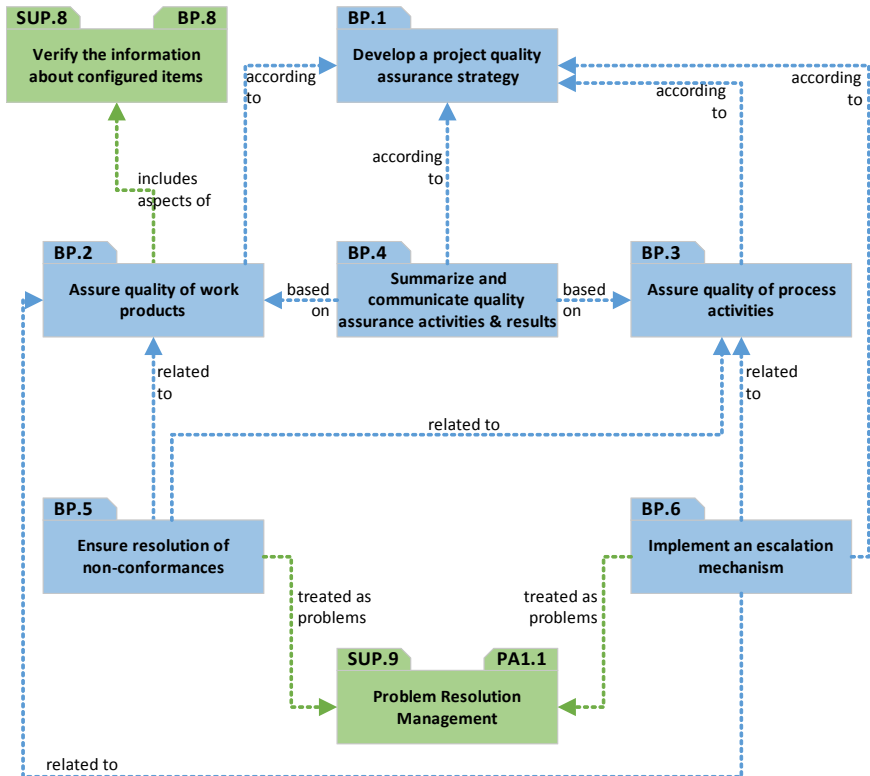 SUP.8 BP.8
Verify the information
about configured items
BP.1
Develop a project quality
assurance strategy
according
to
according
to
according
to
according
to
includes
aspects of
BP.2
Assure quality of work
products
based
on
BP.4
Summarize and
communicate quality
assurance activities & results
based
on
BP.3
Assure quality of process
activities
related
to
related to
related
to
BP.5
Ensure resolution of
non-conformances
BP.6
Implement an escalation
mechanism
treated as
problems
treated as
problems
SUP.9 PA1.1
Problem Resolution
Management
related to